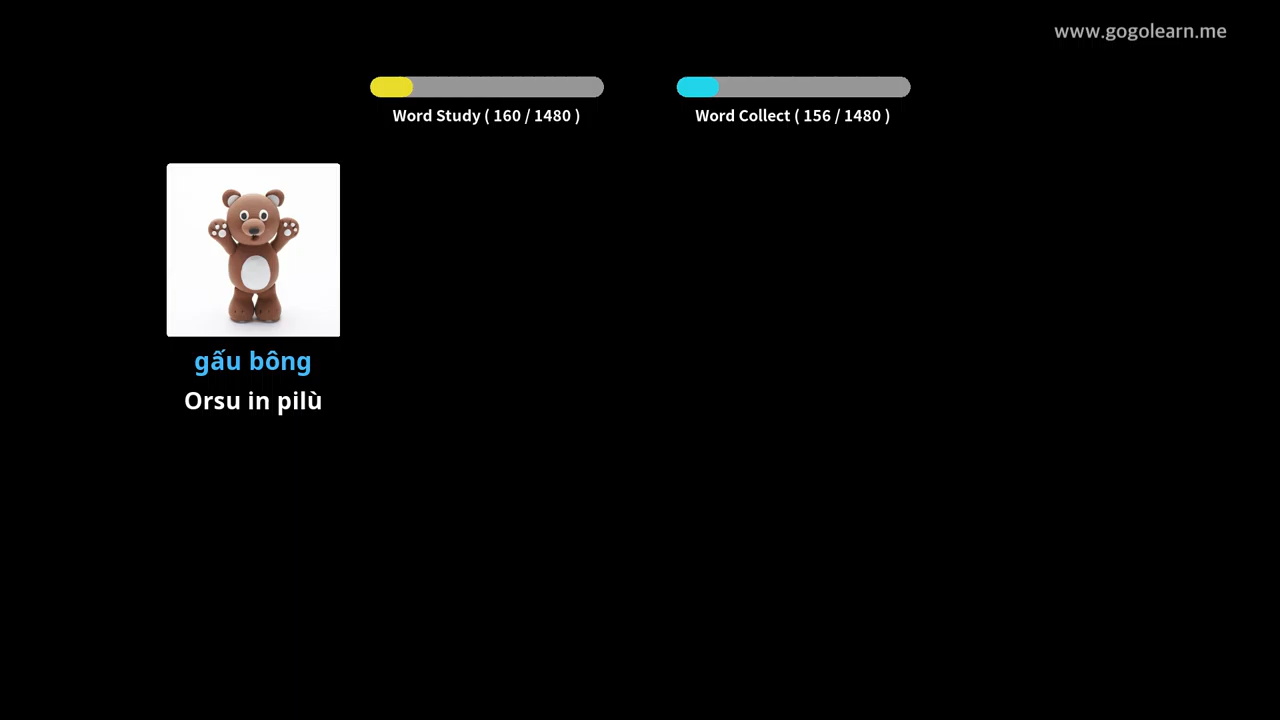 www.gogolearn.me
Word Study ( 160 / 1480 )
Word Collect ( 156 / 1480 )
gấu bông
Orsu in pilù